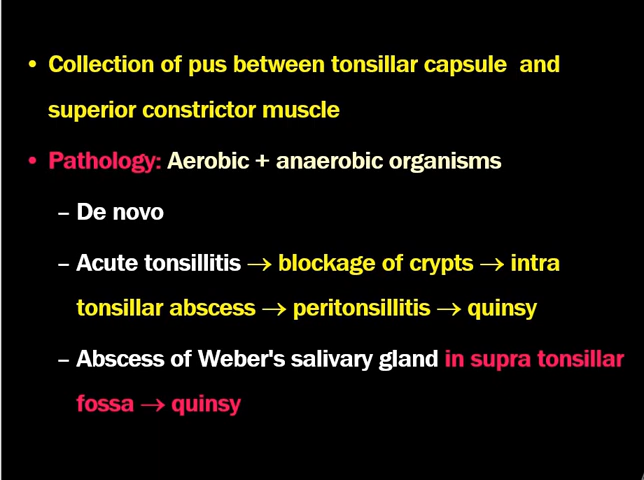 • Collection of pus between tonsillar capsule and
superior constrictor muscle
• Pathology: Aerobic + anaerobic organisms
– De novo
– Acute tonsillitis → blockage of crypts → intra
tonsillar abscess → peritonsillitis → quinsy
– Abscess of Weber's salivary gland in supra tonsillar
fossa → quinsy